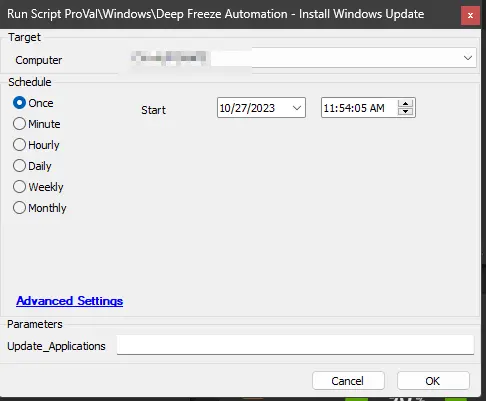 Run Script ProVal\Windows\Deep Freeze Automation - Install Windows Update
x
Target
Computer
Schedule
Once
Start
10/27/2023
11:54:05 AM
Minute
Hourly
Daily
Weekly
Monthly
Advanced Settings
Parameters
Update_Applications
Cancel
OK